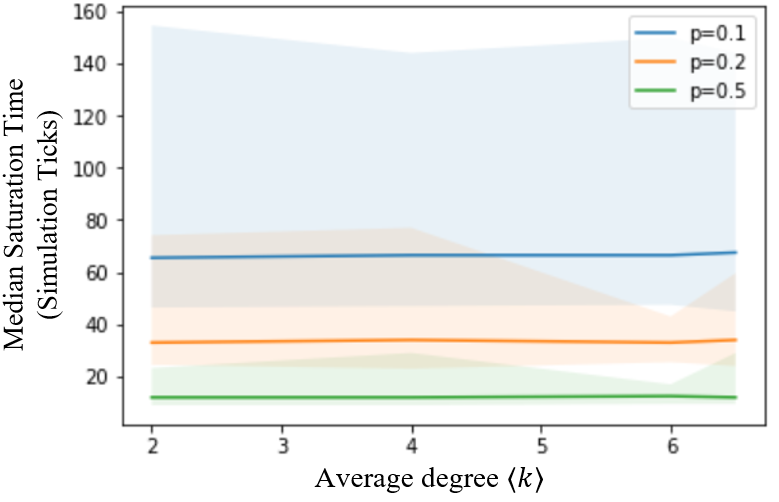 160
140
120
100
80
60
40
20
Median Saturation Time
(Simulation Ticks)
p=0.1
p=0.2
p=0.5
2 3 4 5 6
Average degree ⟨k⟩